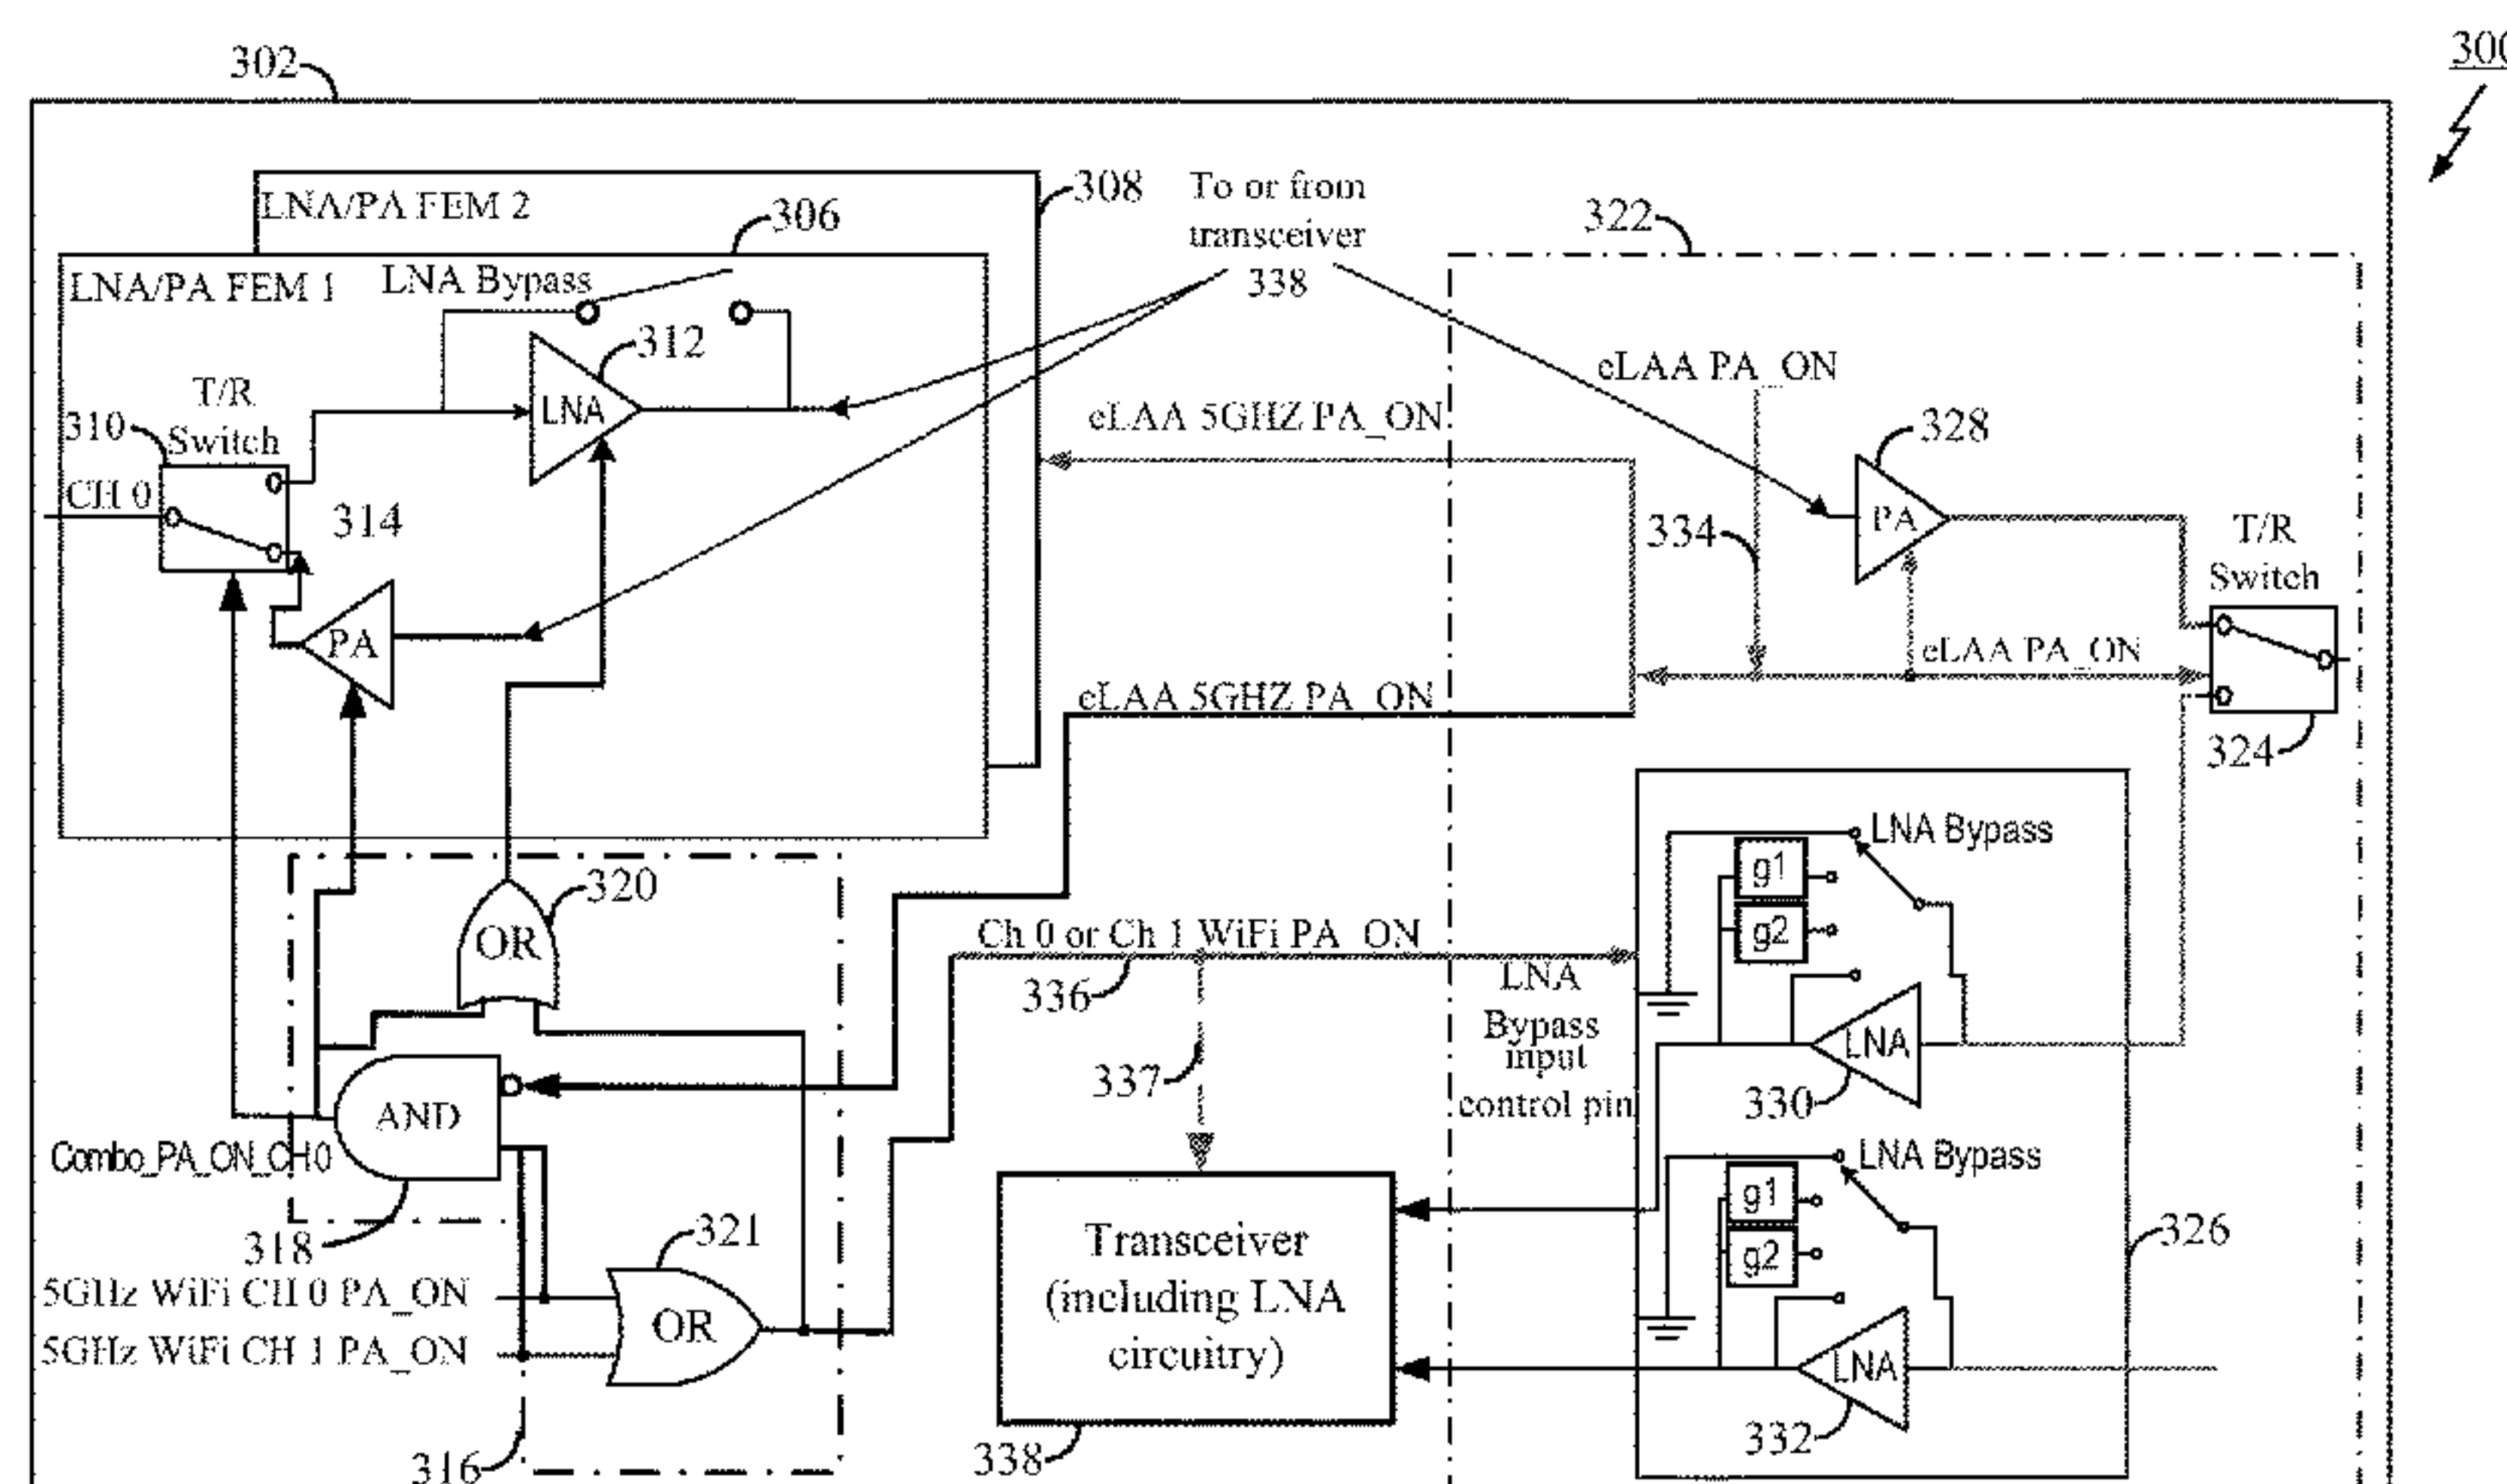 300
302
LNA/PA FEM 2
308
To or from
transceiver
338
306
322
LNA/PA FEM 1
LNA Bypass
312
LNA
T/R
Switch
310
CH 0
314
PA
eLAA 5GHZ PA_ON
eLAA PA_ON
328
PA
334
T/R
Switch
eLAA PA_ON
324
eLAA 5GHZ PA_ON
LNA Bypass
g1
g2
LNA
330
320
OR
Ch 0 or Ch 1 WiFi PA_ON
336
LNA
Bypass
input
control pin
337
AND
Combo_PA_ON_CH0
318
LNA Bypass
g1
g2
LNA
332
326
321
5GHz WiFi CH 0 PA_ON
OR
5GHz WiFi CH 1 PA_ON
Transceiver
(including LNA
circuitry)
316
338